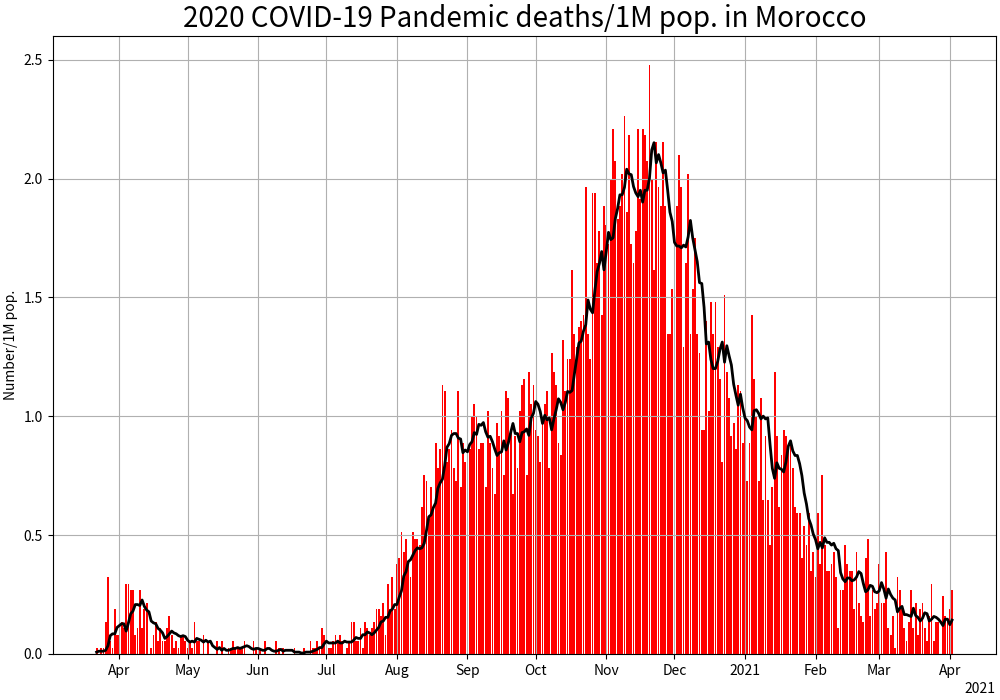 2020 COVID-19 Pandemic deaths/1M pop. in Morocco
Number/1M pop.
2.5
2.0
1.5
1.0
0.5
0.0
Apr May Jun Jul Aug Sep Oct Nov Dec 2021 Feb Mar Apr
2021